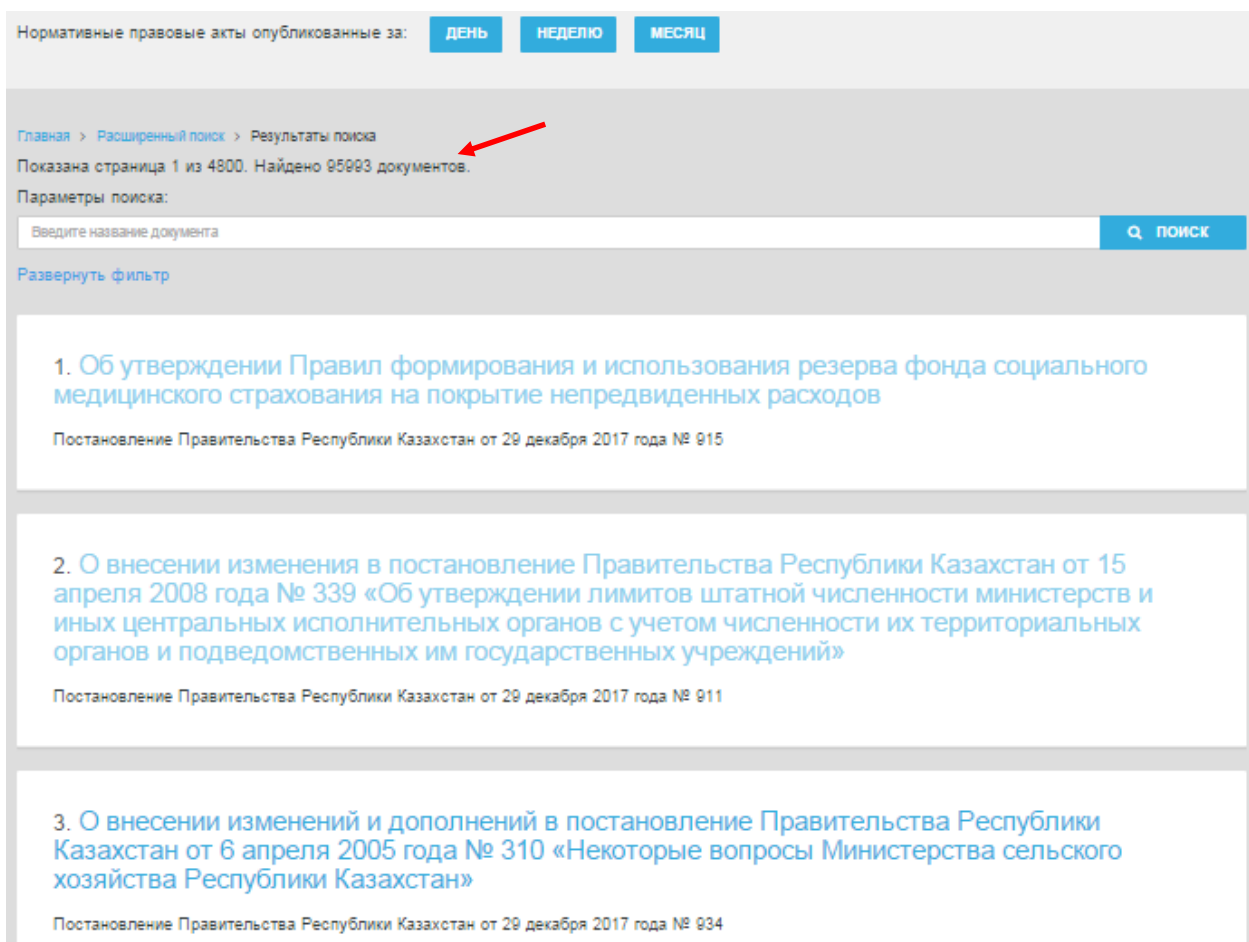 Нормативные правовые акты опубликованные за: ДЕНЬ НЕДЕЛЮ МЕСЯЦ
Главная > Расширенный поиск > Результаты поиска
Показана страница 1 из 4800. Найдено 95993 документов.
Параметры поиска:
Введите название документа ПОИСК
Развернуть фильтр
1. Об утверждении Правил формирования и использования резерва фонда социального
медицинского страхования на покрытие непредвиденных расходов
Постановление Правительства Республики Казахстан от 29 декабря 2017 года № 915
2. О внесении изменения в постановление Правительства Республики Казахстан от 15
апреля 2008 года № 339 «Об утверждении лимитов штатной численности министерств и
иных центральных исполнительных органов с учетом численности их территориальных
органов и подведомственных им государственных учреждений»
Постановление Правительства Республики Казахстан от 29 декабря 2017 года № 911
3. О внесении изменений и дополнений в постановление Правительства Республики
Казахстан от 6 апреля 2005 года № 310 «Некоторые вопросы Министерства сельского
хозяйства Республики Казахстан»
Постановление Правительства Республики Казахстан от 29 декабря 2017 года № 934